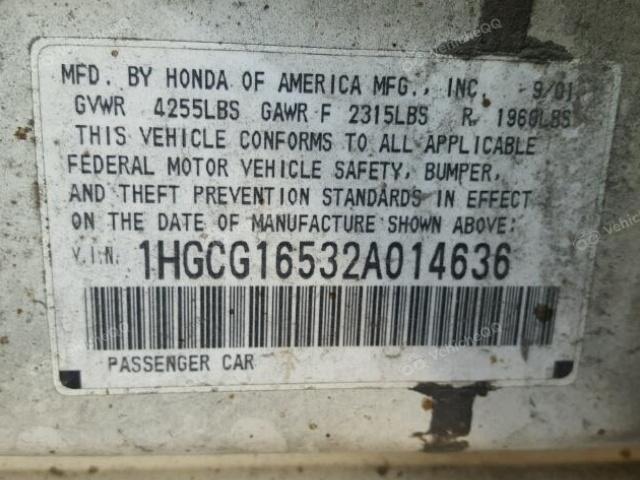 MFD. BY HONDA OF AMERICA MFG., INC. 9/01
GVWR 4255LBS GAWR F 2315LBS R 1960LBS
THIS VEHICLE CONFORMS TO ALL APPLICABLE
FEDERAL MOTOR VEHICLE SAFETY, BUMPER,
AND THEFT PREVENTION STANDARDS IN EFFECT
ON THE DATE OF MANUFACTURE SHOWN ABOVE:
V.I.N. 1HGCG16532A014636
PASSENGER CAR